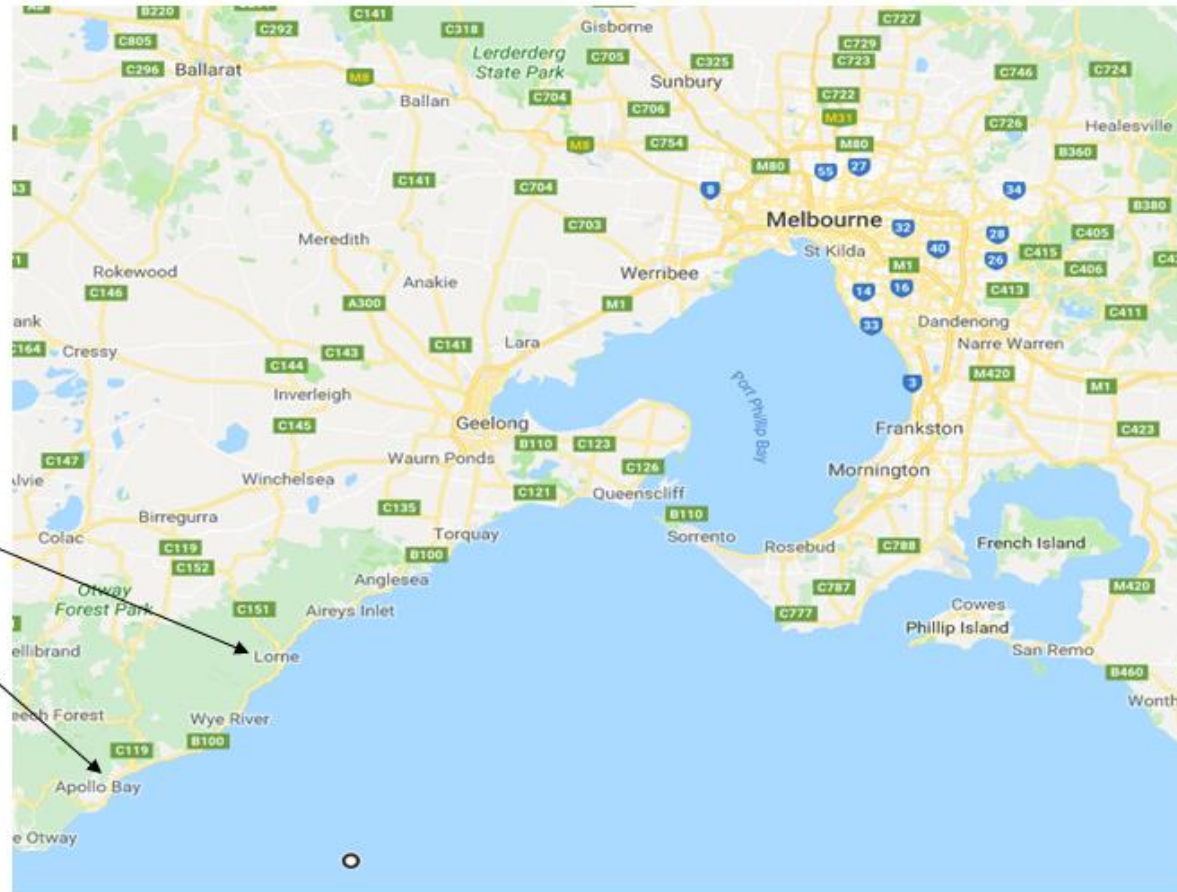 C141
B220
C292
C318
Gisborne
C727
C805
Lerderderg
State Park
C705
C325
C729
C723
C296
Ballarat
M8
Sunbury
C746
C724
Ballan
C704
C706
C722
M31
C726
Healesville
M8
C754
M80
M80
B360
C141
C704
8
55
27
34
B380
C703
Melbourne
32
28
C405
Meredith
St Kilda
40
C415
26
C406
Rokewood
Anakie
Werribee
M1
C146
A300
M1
14
16
C413
33
Dandenong
C411
C164
Cressy
C143
C141
Lara
Narre Warren
C144
Port Phillip Bay
3
M420
M1
Inverleigh
C145
Geelong
B110
C123
Frankston
C423
C147
Waurn Ponds
C126
Mornington
Winchelsea
C121
Queenscliff
Birregurra
C135
B110
Colac
C119
Torquay
Sorrento
Rosebud
C788
French Island
C152
B100
Otway
Forest Park
Anglesea
C787
M420
C151
Aireys Inlet
C777
Cowes
Phillip Island
Lorne
San Remo
B460
Wye River
C119
B100
Apollo Bay
Otway